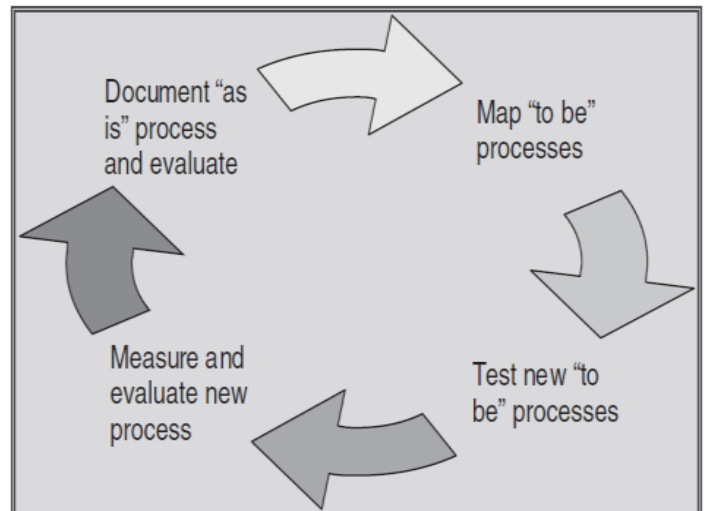 Document “as
is” process
and evaluate
Map “to be”
processes
Test new “to
be” processes
Measure and
evaluate new
process